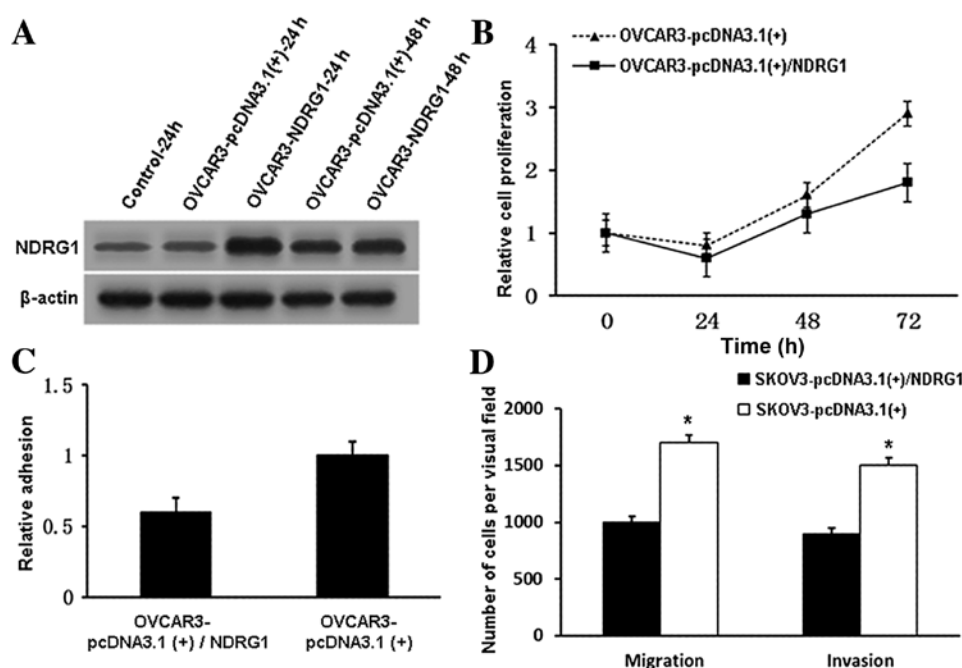 A
Control-24h
OVCAR3-pcDNA3.1(+)-24 h
OVCAR3-NDRG1-24 h
OVCAR3-pcDNA3.1(+)-48 h
OVCAR3-NDRG1-48 h
NDRG1
β-actin
B
OVCAR3-pcDNA3.1(+)
OVCAR3-pcDNA3.1(+)/NDRG1
Relative cell proliferation
4
3
2
1
0
0 24 48 72
Time (h)
C
Relative adhesion
1.5
1
0.5
0
OVCAR3-
pcDNA3.1 (+) / NDRG1
OVCAR3-
pcDNA3.1 (+)
D
SKOV3-pcDNA3.1(+)/NDRG1
SKOV3-pcDNA3.1(+)
Number of cells per visual field
2000
1500
1000
500
0
*
*
Migration Invasion